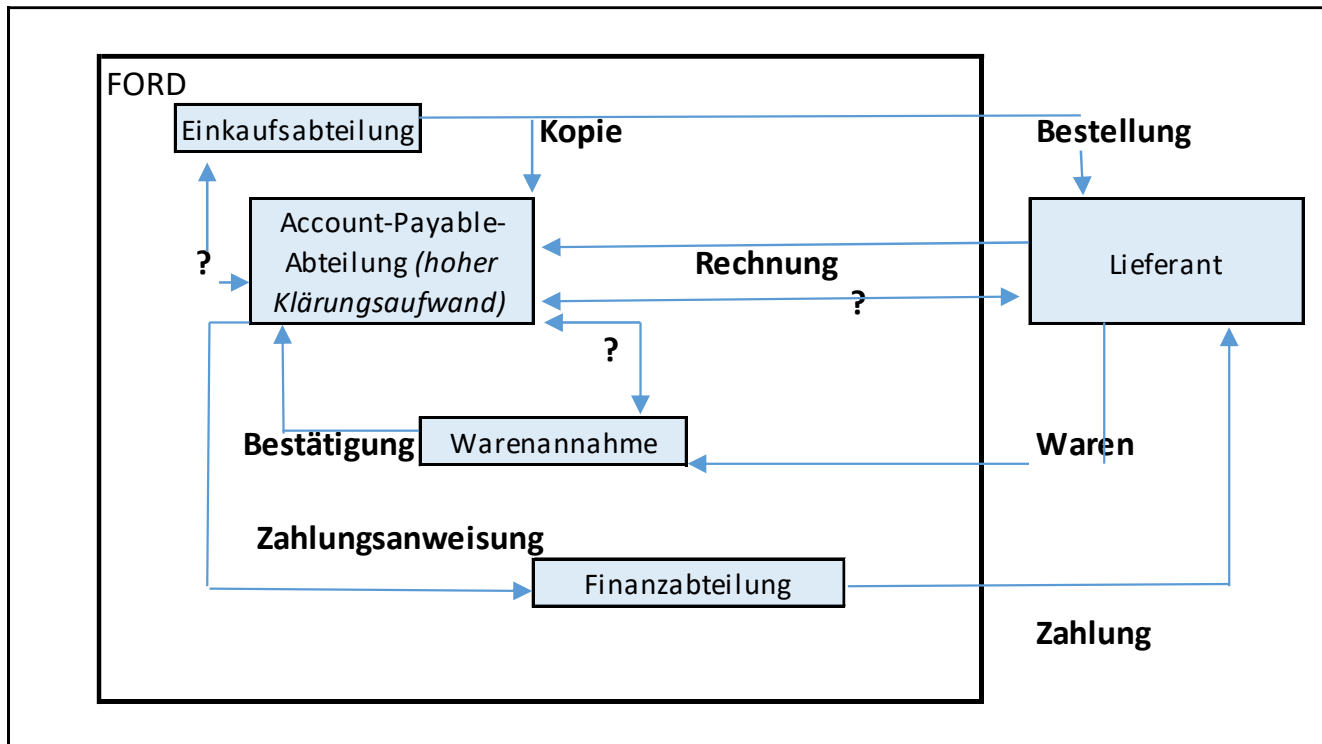 FORD
Einkaufsabteilung
Kopie
Bestellung
Account-Payable-
Abteilung (hoher
Klärungsaufwand)
?
Rechnung
?
Lieferant
?
Bestätigung
Warenannahme
Waren
Zahlungsanweisung
Finanzabteilung
Zahlung